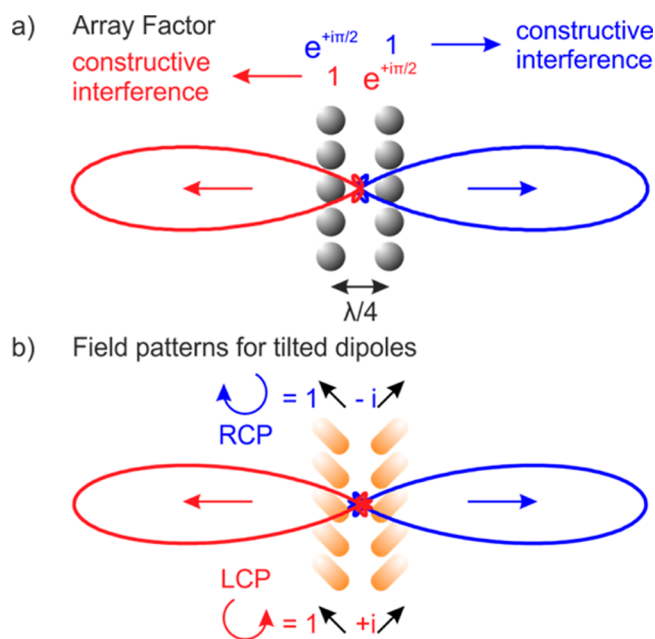 a) Array Factor
e^{+iπ/2} 1
constructive interference
1 e^{+iπ/2}
constructive interference
λ/4
b) Field patterns for tilted dipoles
= 1 - i
RCP
LCP
= 1 +i